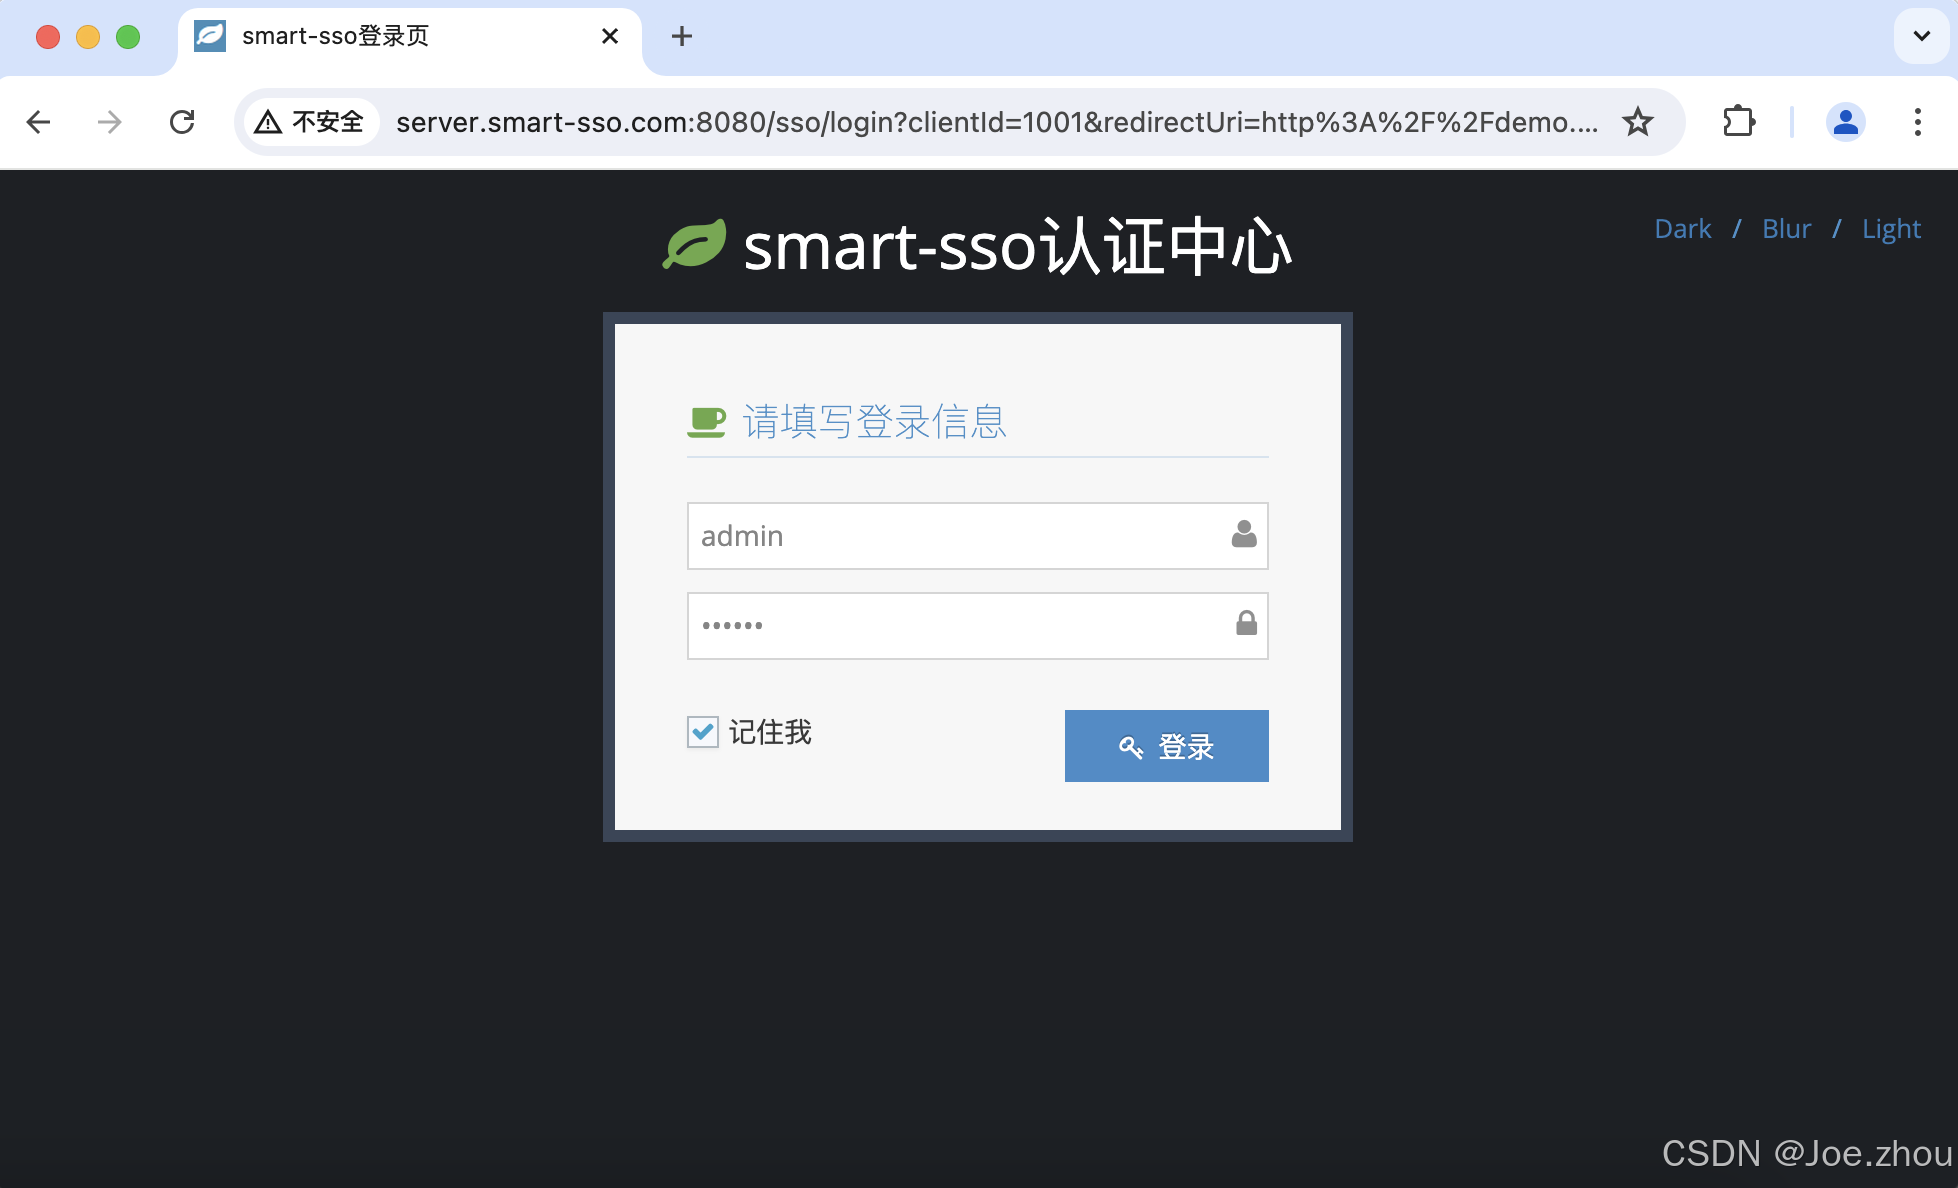 smart-sso登录页
不安全
server.smart-sso.com:8080/sso/login?clientId=1001&redirectUri=http%3A%2F%2Fdemo....
smart-sso认证中心
Dark / Blur / Light
请填写登录信息
admin
••••••
记住我
登录
CSDN @Joe.zhou